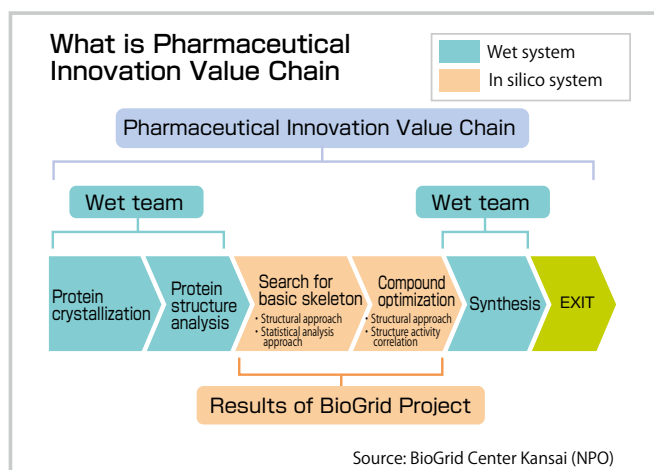 What is Pharmaceutical
Innovation Value Chain
Wet system
In silico system
Pharmaceutical Innovation Value Chain
Wet team
Wet team
Protein
crystallization
Protein
structure
analysis
Search for
basic skeleton
・Structural approach
・Statistical analysis
approach
Compound
optimization
・Structural approach
・Structure activity
correlation
Synthesis
EXIT
Results of BioGrid Project
Source: BioGrid Center Kansai (NPO)